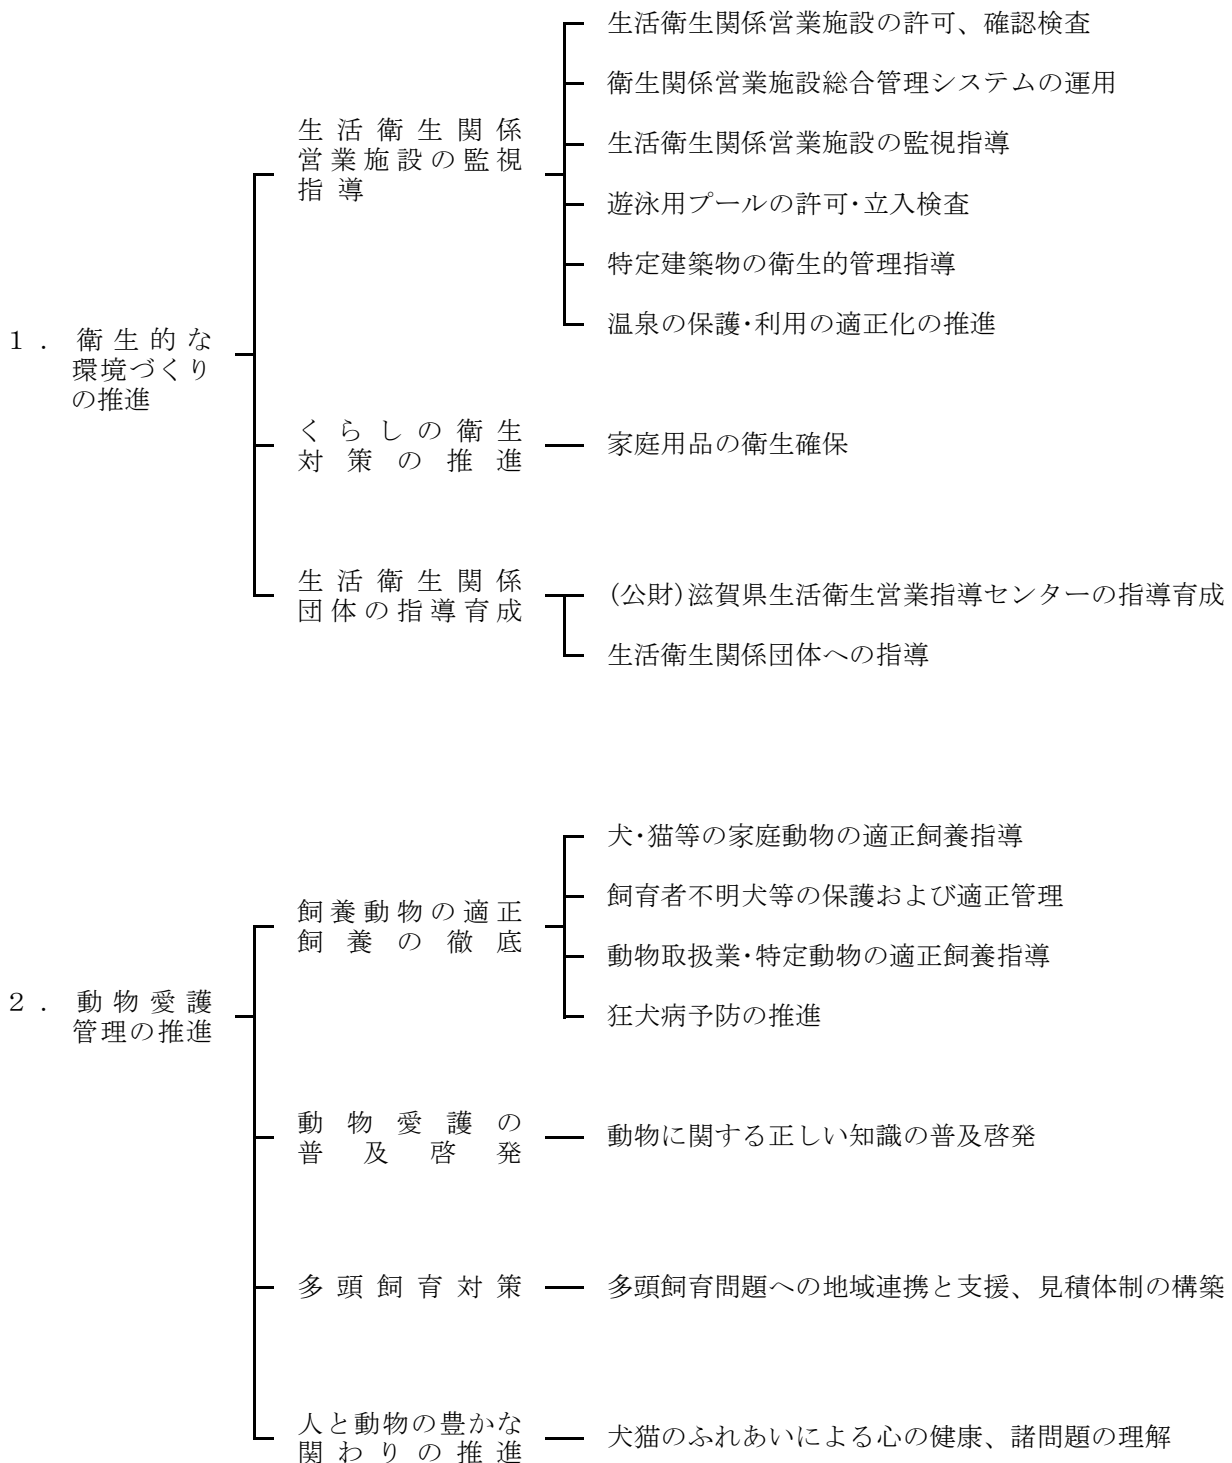 生活衛生関係営業施設の許可、確認検査
衛生関係営業施設総合管理システムの運用
生活衛生関係
営業施設の監視
指導
生活衛生関係営業施設の監視指導
遊泳用プールの許可･立入検査
特定建築物の衛生的管理指導
温泉の保護･利用の適正化の推進
１．衛生的な
環境づくり
の推進
くらしの衛生
対策の推進
家庭用品の衛生確保
生活衛生関係
団体の指導育成
(公財)滋賀県生活衛生営業指導センターの指導育成
生活衛生関係団体への指導
犬･猫等の家庭動物の適正飼養指導
飼養動物の適正
飼養の徹底
飼育者不明犬等の保護および適正管理
動物取扱業･特定動物の適正飼養指導
狂犬病予防の推進
２．動物愛護
管理の推進
動物愛護の
普及啓発
動物に関する正しい知識の普及啓発
多頭飼育対策
多頭飼育問題への地域連携と支援、見積体制の構築
人と動物の豊かな
関わりの推進
犬猫のふれあいによる心の健康、諸問題の理解